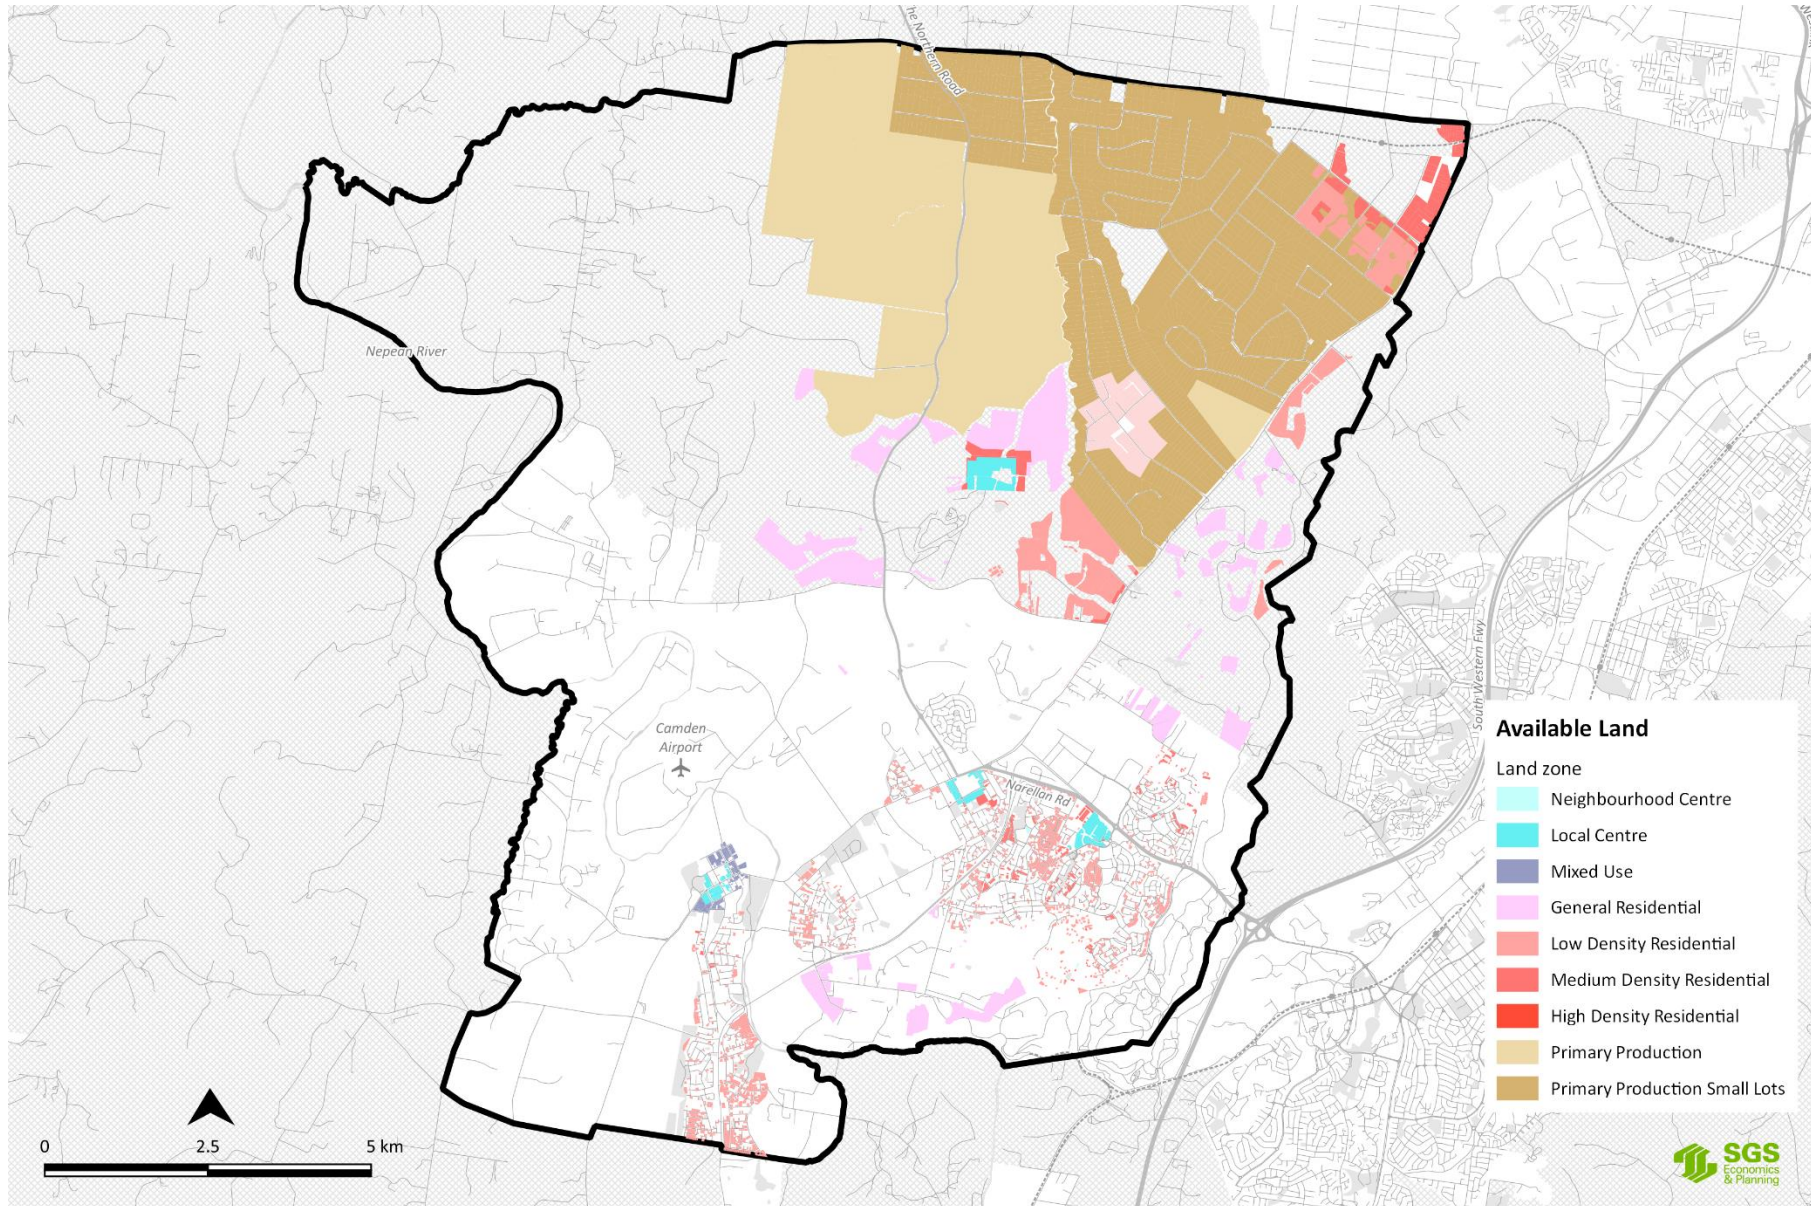 The Northern Road
Nepean River
South Western Fwy
Camden
Airport
Narellan Rd
Available Land
Land zone
Neighbourhood Centre
Local Centre
Mixed Use
General Residential
Low Density Residential
Medium Density Residential
High Density Residential
Primary Production
Primary Production Small Lots
0 2.5 5 km
SGS
Economics
& Planning